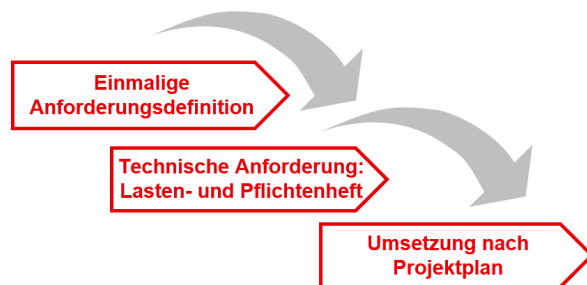 Einmalige
Anforderungsdefinition
Technische Anforderung:
Lasten- und Pflichtenheft
Umsetzung nach
Projektplan